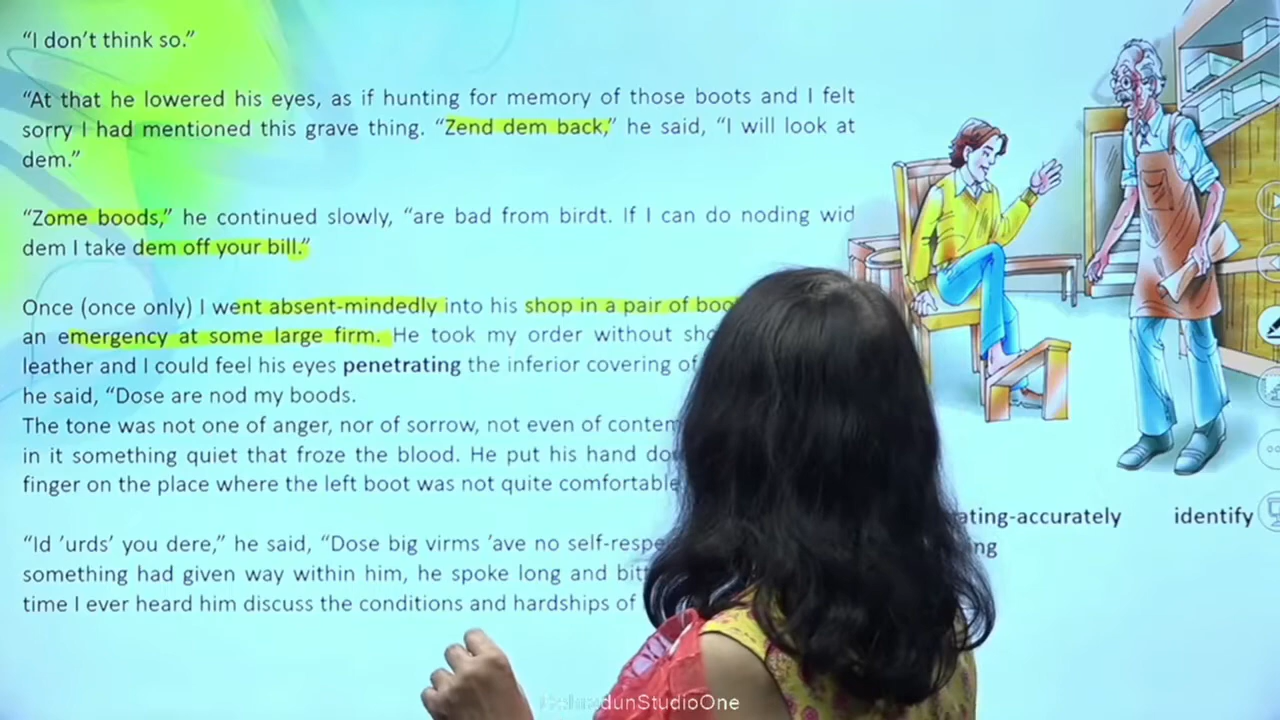 “I don’t think so.”
“At that he lowered his eyes, as if hunting for memory of those boots and I felt
sorry I had mentioned this grave thing. “Zend dem back,” he said, “I will look at
dem.”
“Zome boods,” he continued slowly, “are bad from birdt. If I can do noding wid
dem I take dem off your bill.”
Once (once only) I went absent-mindedly into his shop in a pair of
an emergency at some large firm. He took my order without
leather and I could feel his eyes penetrating the inferior covering of
he said, “Dose are nod my boods.
The tone was not one of anger, nor of sorrow, not even of
in it something quiet that froze the blood. He put his hand
finger on the place where the left boot was not quite comfortable
“Id ’urds’ you dere,” he said, “Dose big virms ’ave no
something had given way within him, he spoke long and
time I ever heard him discuss the conditions and hardships of
ating-accurately identify
ng